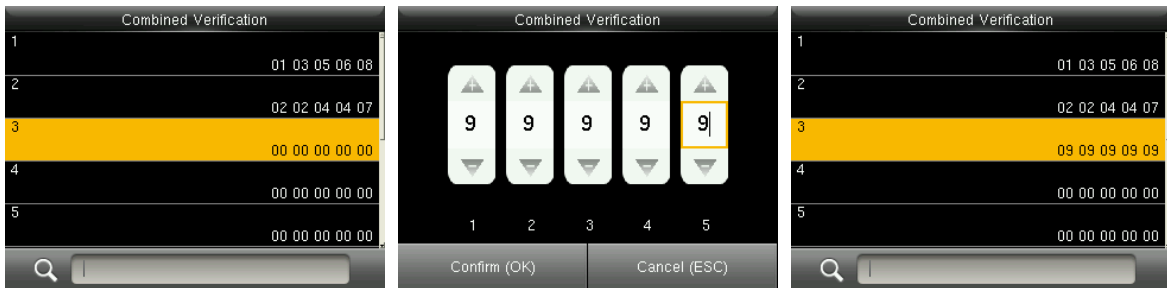 Combined Verification
1
01 03 05 06 08
2
02 02 04 04 07
3
00 00 00 00 00
4
00 00 00 00 00
5
00 00 00 00 00
Combined Verification
9 9 9 9 9
1 2 3 4 5
Confirm (OK) Cancel (ESC)
Combined Verification
1
01 03 05 06 08
2
02 02 04 04 07
3
09 09 09 09 09
4
00 00 00 00 00
5
00 00 00 00 00